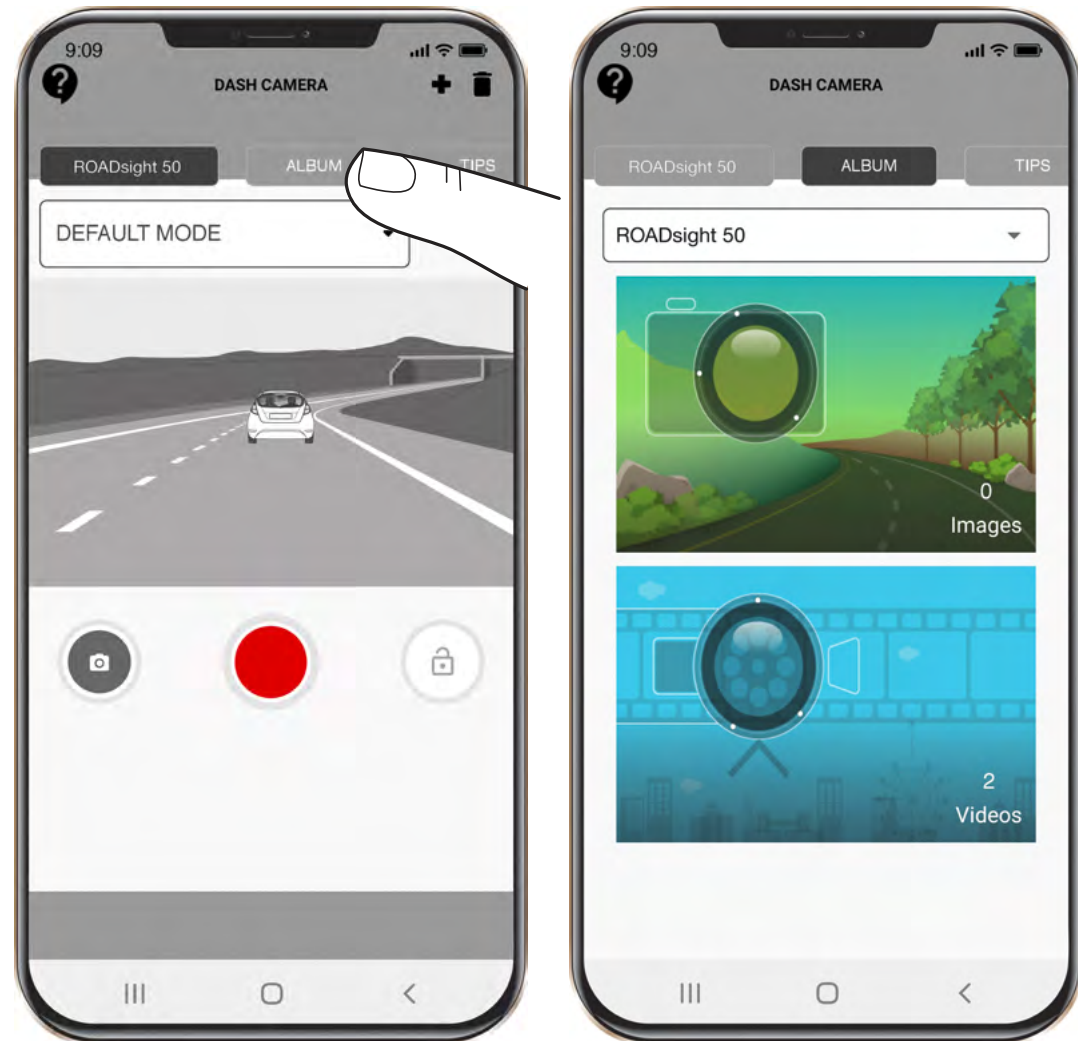 9:09
DASH CAMERA
ROADsight 50
ALBUM
TIPS
DEFAULT MODE
9:09
DASH CAMERA
ROADsight 50
ALBUM
TIPS
ROADsight 50
0
Images
2
Videos